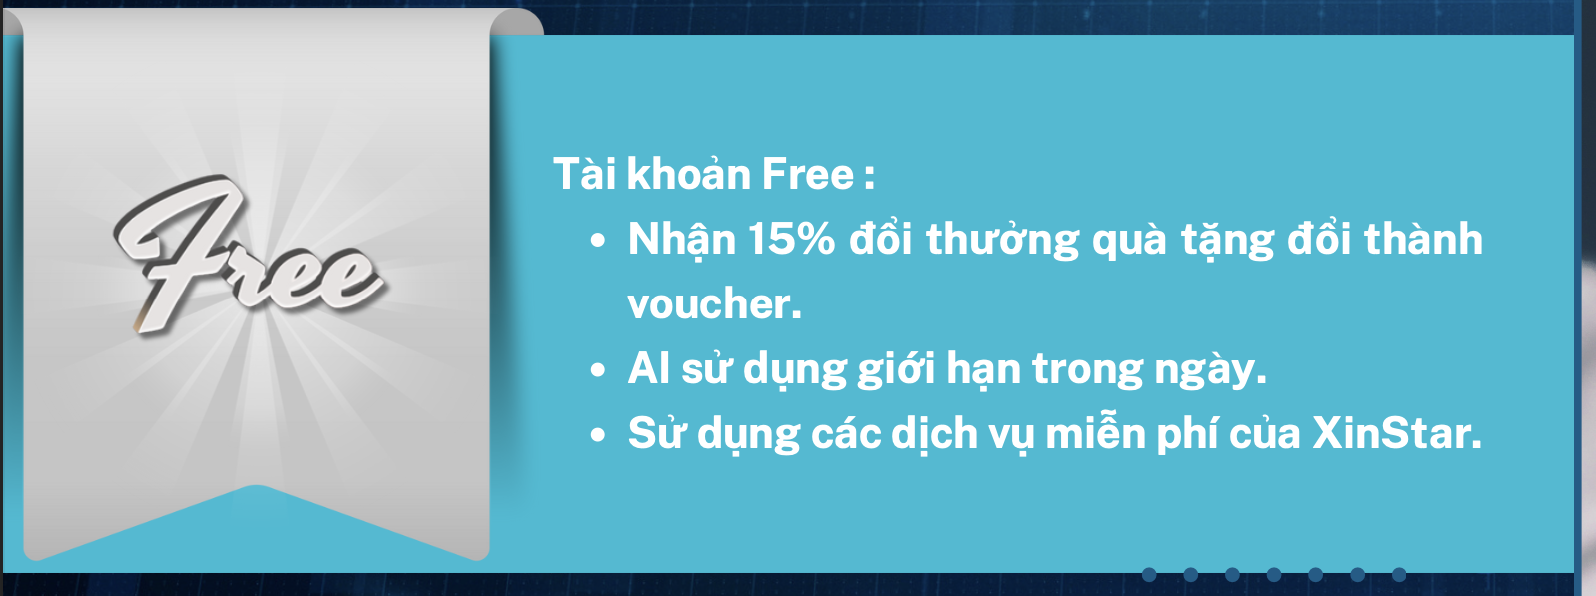 Free
Tài khoản Free :
• Nhận 15% đổi thưởng quà tặng đổi thành
voucher.
• AI sử dụng giới hạn trong ngày.
• Sử dụng các dịch vụ miễn phí của XinStar.